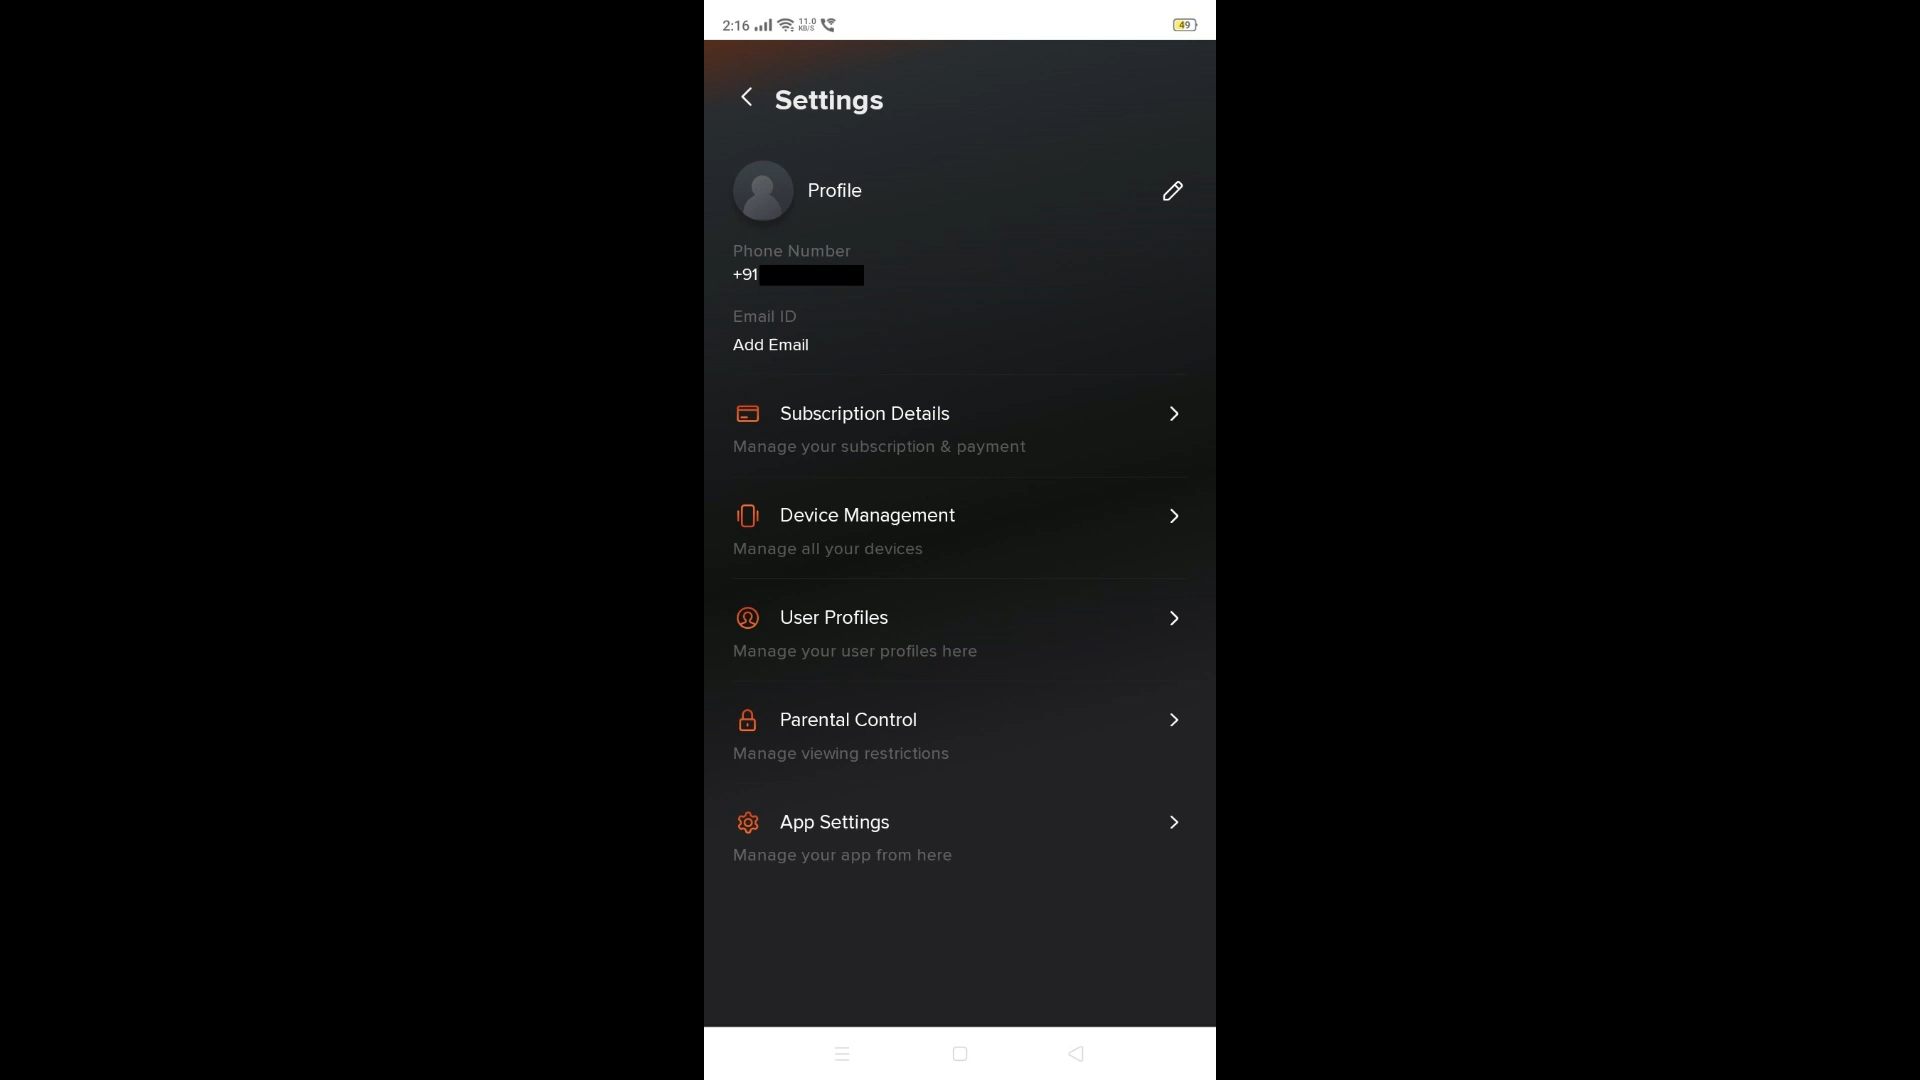 2:16 11.0 KB/S 49
Settings
Profile
Phone Number
+91
Email ID
Add Email
Subscription Details
Manage your subscription & payment
Device Management
Manage all your devices
User Profiles
Manage your user profiles here
Parental Control
Manage viewing restrictions
App Settings
Manage your app from here